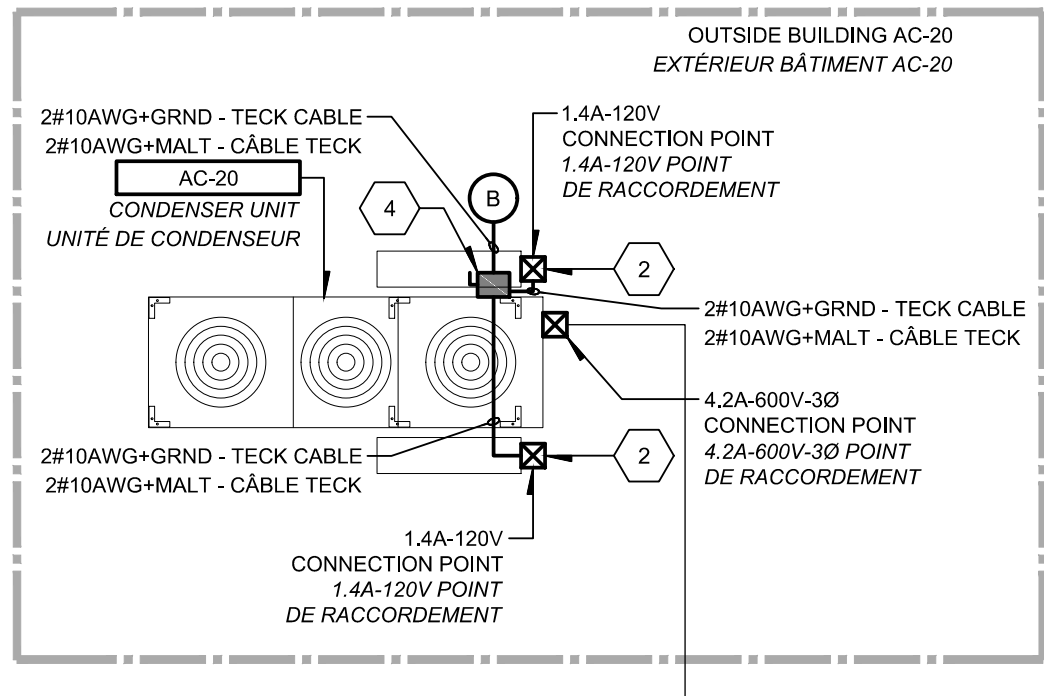 OUTSIDE BUILDING AC-20
EXTÉRIEUR BÂTIMENT AC-20
2#10AWG+GRND - TECK CABLE
2#10AWG+MALT - CÂBLE TECK
1.4A-120V
CONNECTION POINT
1.4A-120V POINT
DE RACCORDEMENT
AC-20
CONDENSER UNIT
UNITÉ DE CONDENSEUR
4
B
2
2#10AWG+GRND - TECK CABLE
2#10AWG+MALT - CÂBLE TECK
4.2A-600V-3Ø
CONNECTION POINT
4.2A-600V-3Ø POINT
DE RACCORDEMENT
2#10AWG+GRND - TECK CABLE
2#10AWG+MALT - CÂBLE TECK
2
1.4A-120V
CONNECTION POINT
1.4A-120V POINT
DE RACCORDEMENT